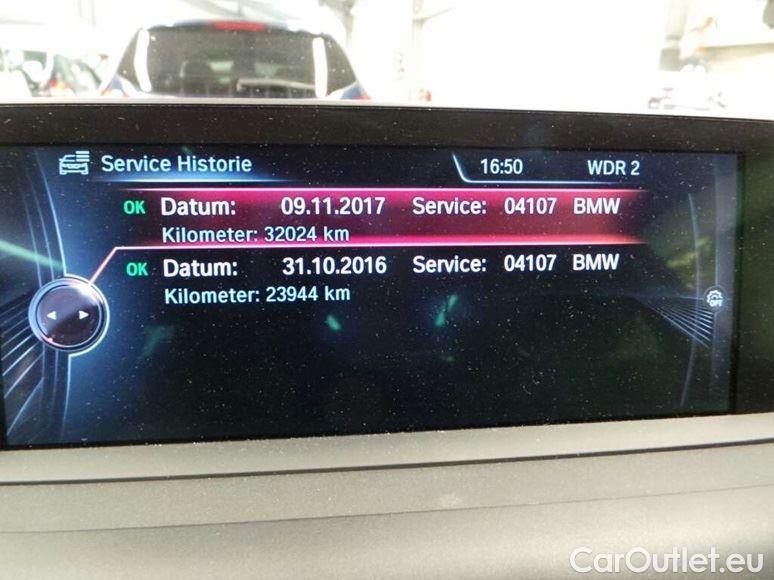 Service Historie 16:50 WDR 2
OK Datum: 09.11.2017 Service: 04107 BMW
Kilometer: 32024 km
OK Datum: 31.10.2016 Service: 04107 BMW
Kilometer: 23944 km
OPT
CarOutlet.eu